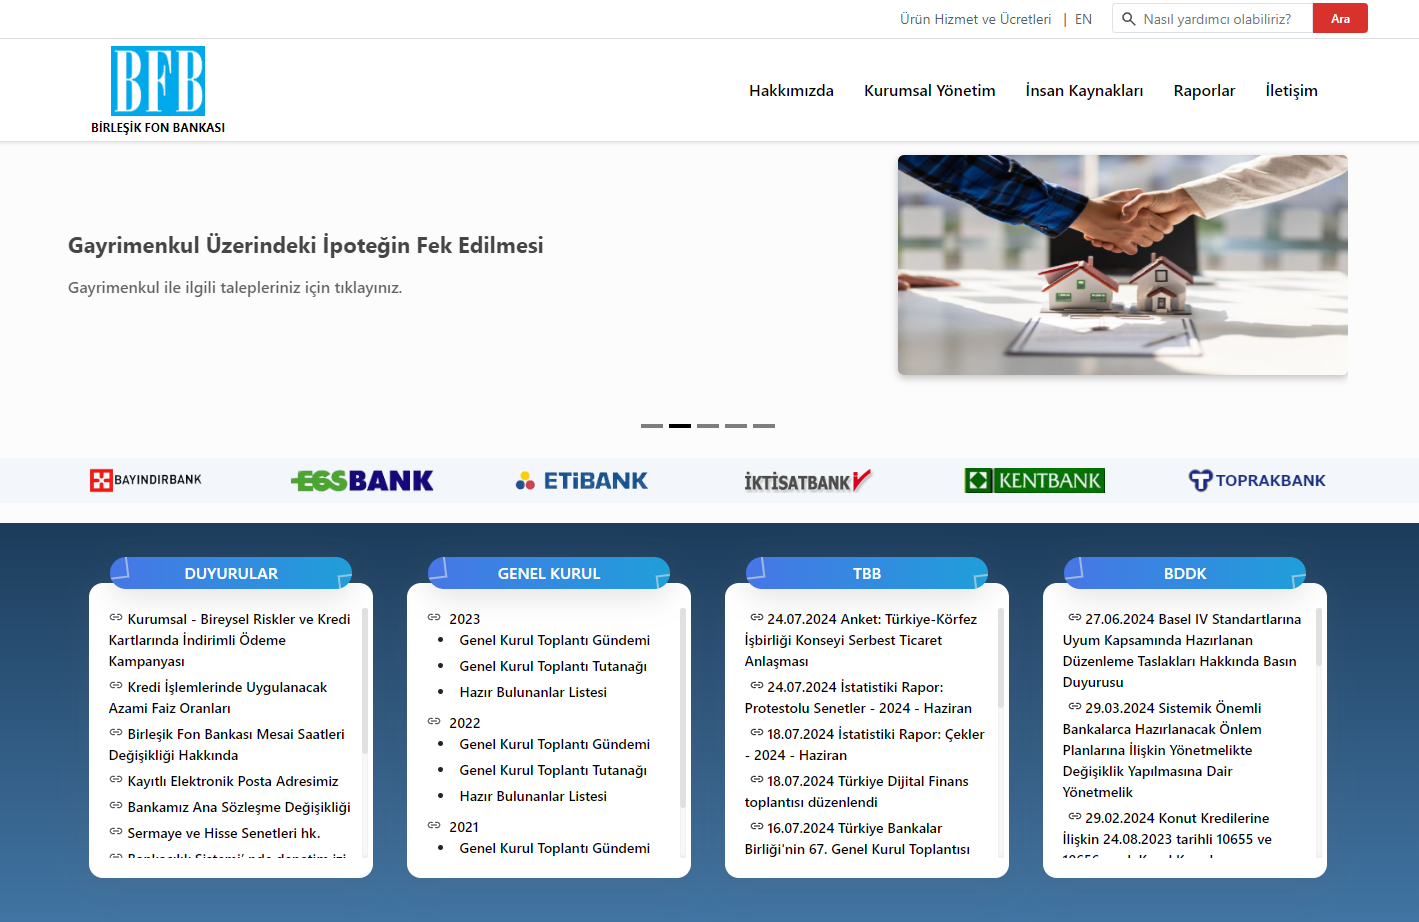 Ürün Hizmet ve Ücretleri | EN
Nasıl yardımcı olabiliriz?
Ara
BFB
BİRLEŞİK FON BANKASI
Hakkımızda
Kurumsal Yönetim
İnsan Kaynakları
Raporlar
İletişim
Gayrimenkul Üzerindeki İpoteğin Fek Edilmesi
Gayrimenkul ile ilgili talepleriniz için tıklayınız.
BAYINDIRBANK
EGSBANK
ETİBANK
İKTİSATBANK
KENTBANK
TOPRAKBANK
DUYURULAR
Kurumsal - Bireysel Riskler ve Kredi
Kartlarında İndirimli Ödeme
Kampanyası
Kredi İşlemlerinde Uygulanacak
Azami Faiz Oranları
Birleşik Fon Bankası Mesai Saatleri
Değişikliği Hakkında
Kayıtlı Elektronik Posta Adresimiz
Bankamız Ana Sözleşme Değişikliği
Sermaye ve Hisse Senetleri hk.
GENEL KURUL
2023
Genel Kurul Toplantı Gündemi
Genel Kurul Toplantı Tutanağı
Hazır Bulunanlar Listesi
2022
Genel Kurul Toplantı Gündemi
Genel Kurul Toplantı Tutanağı
Hazır Bulunanlar Listesi
2021
Genel Kurul Toplantı Gündemi
TBB
24.07.2024 Anket: Türkiye-Körfez
İşbirliği Konseyi Serbest Ticaret
Anlaşması
24.07.2024 İstatistiki Rapor:
Protestolu Senetler - 2024 - Haziran
18.07.2024 İstatistiki Rapor: Çekler
- 2024 - Haziran
18.07.2024 Türkiye Dijital Finans
toplantısı düzenlendi
16.07.2024 Türkiye Bankalar
Birliği'nin 67. Genel Kurul Toplantısı
BDDK
27.06.2024 Basel IV Standartlarına
Uyum Kapsamında Hazırlanan
Düzenleme Taslakları Hakkında Basın
Duyurusu
29.03.2024 Sistemik Önemli
Bankalarca Hazırlanacak Önlem
Planlarına İlişkin Yönetmelikte
Değişiklik Yapılmasına Dair
Yönetmelik
29.02.2024 Konut Kredilerine
İlişkin 24.08.2023 tarihli 10655 ve